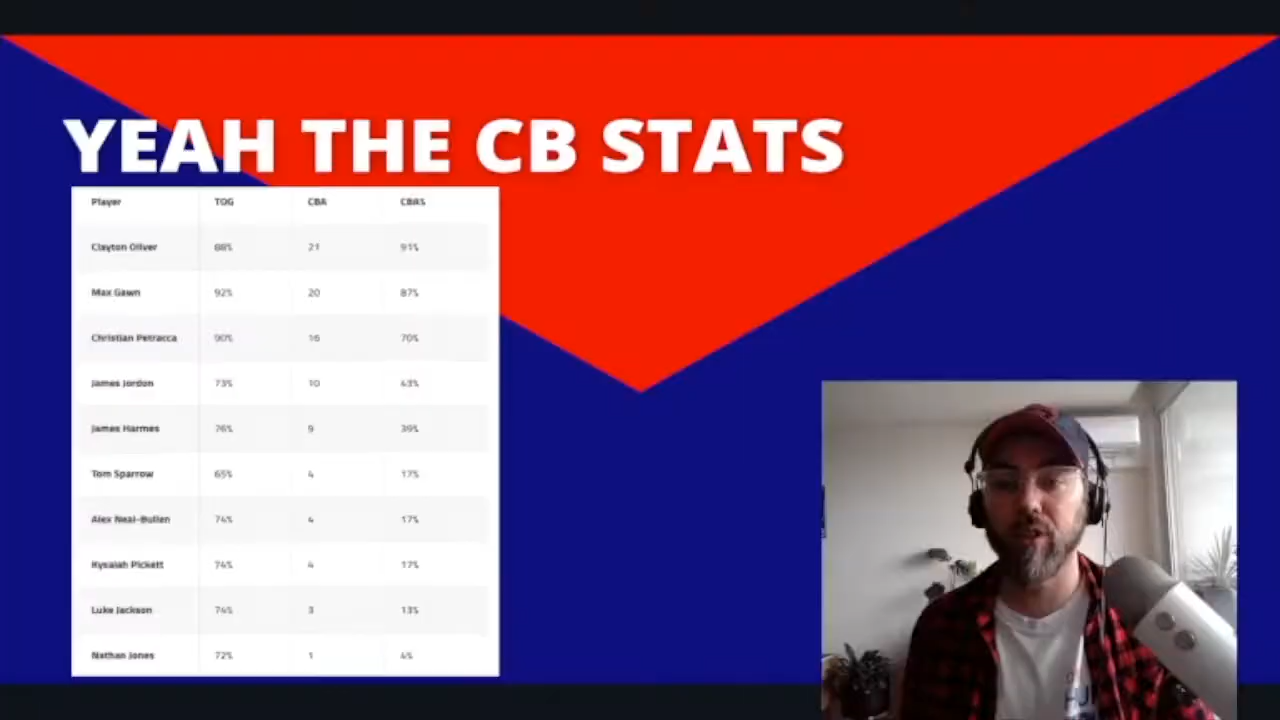 YEAH THE CB STATS
Player TOG CBA CBA%
Clayton Oliver 88% 21 91%
Max Gawn 92% 20 87%
Christian Petracca 90% 16 70%
James Jordon 73% 10 43%
James Harmes 76% 9 39%
Tom Sparrow 65% 4 17%
Alex Neal-Bullen 74% 4 17%
Kysaiah Pickett 74% 4 17%
Luke Jackson 74% 3 13%
Nathan Jones 72% 1 4%